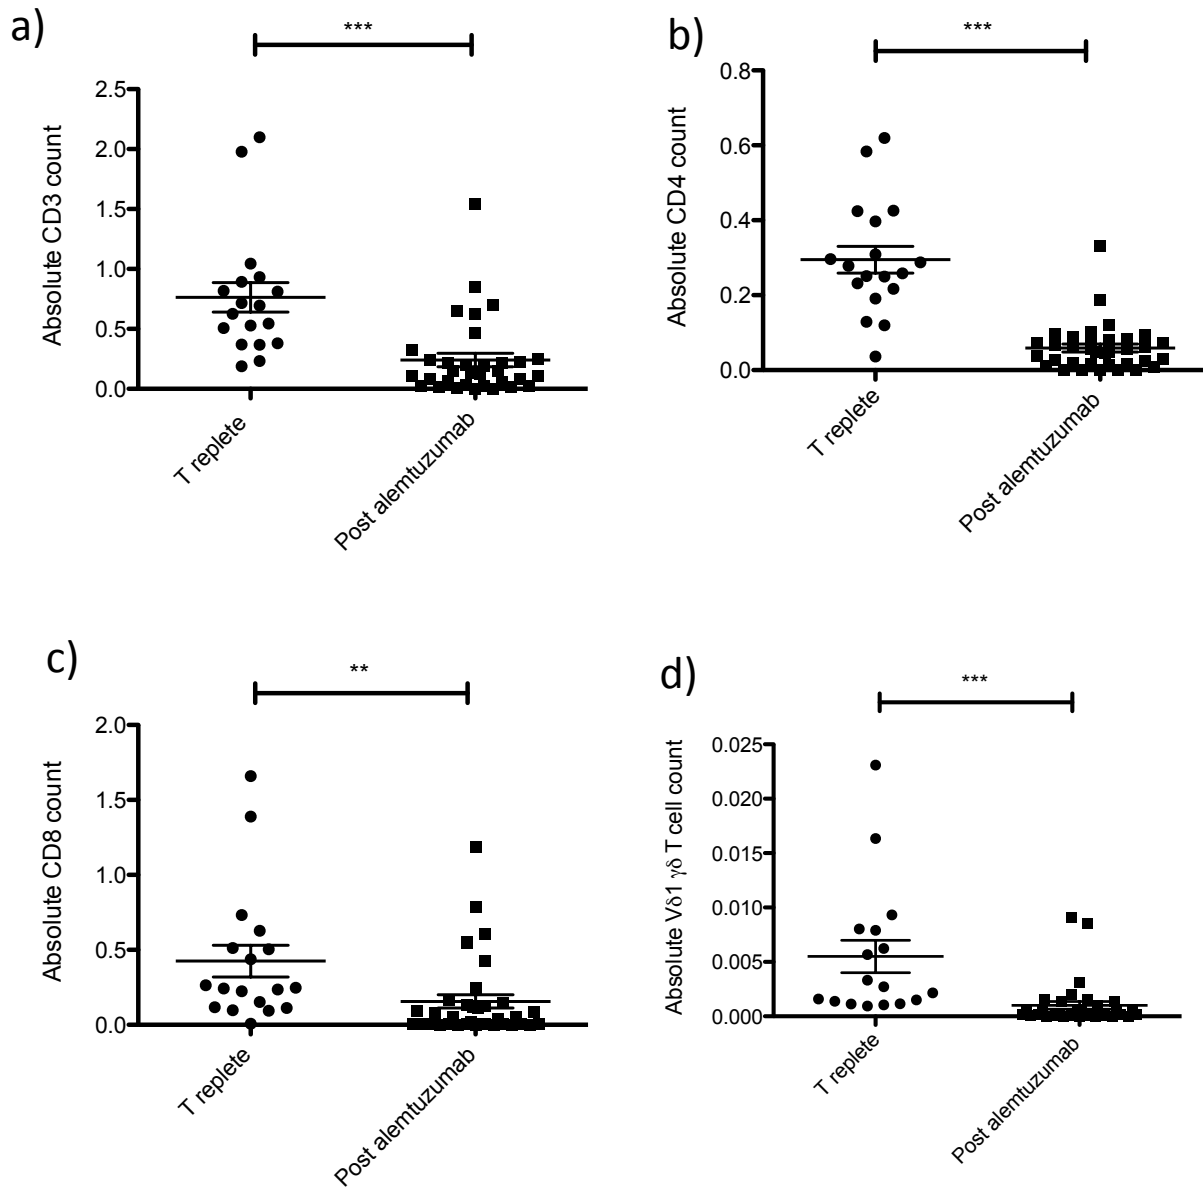 a)
***
Absolute CD3 count
2.5
2.0
1.5
1.0
0.5
0.0
T replete
Post alemtuzumab
b)
***
Absolute CD4 count
0.8
0.6
0.4
0.2
0.0
T replete
Post alemtuzumab
c)
**
Absolute CD8 count
2.0
1.5
1.0
0.5
0.0
T replete
Post alemtuzumab
d)
***
Absolute Vδ1 γδ T cell count
0.025
0.020
0.015
0.010
0.005
0.000
T replete
Post alemtuzumab